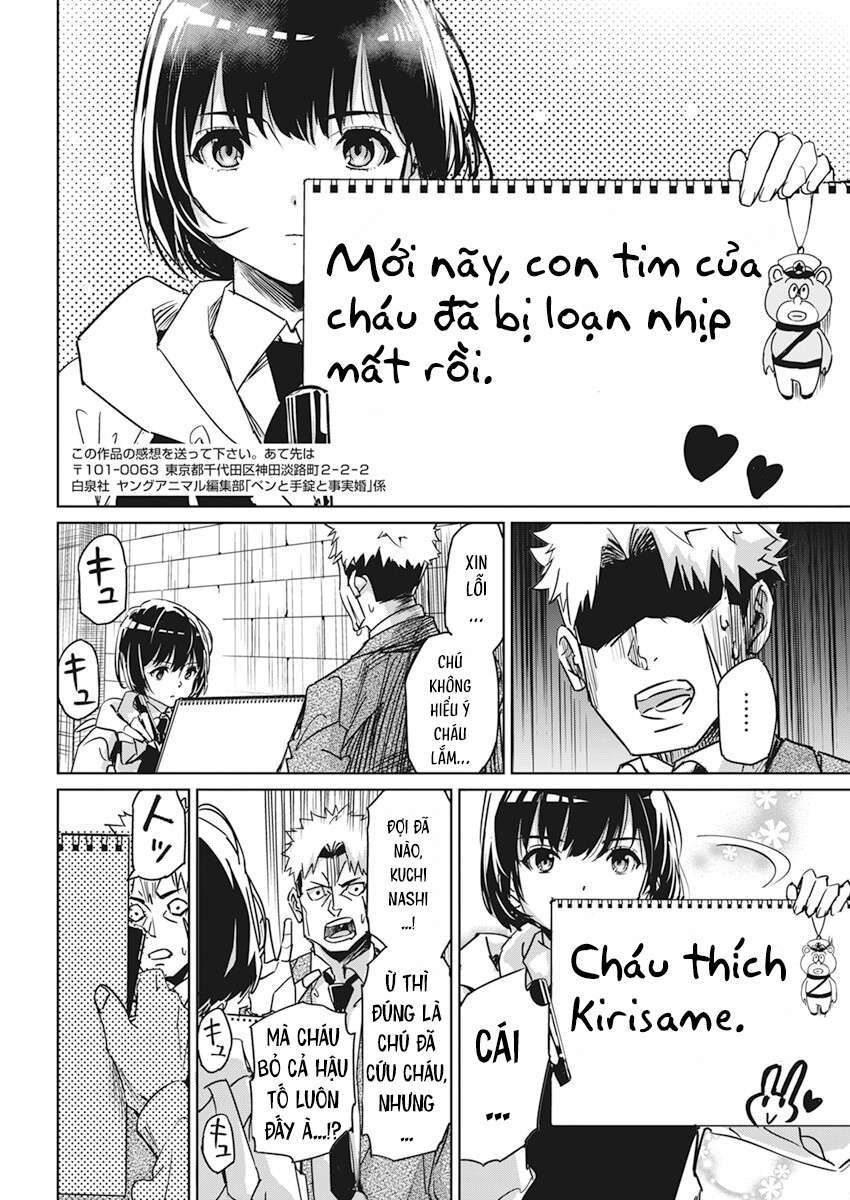 Mới nãy, con tim của
cháu đã bị loạn nhịp
mất rồi.
この作品の感想を送って下さい。あて先は
〒101-0063 東京都千代田区神田淡路町2-2-2
白泉社 ヤングアニマル編集部「ペンと手錠と事実婚」係
……
XIN
LỖI
...
CHÚ
KHÔNG
HIỂU Ý
CHÁU
LẮM...
キュ
キュ
Cháu thích
Kirisame.
CÁI
...
ĐỢI ĐÃ
NÀO,
KUCHI
NASHI
...!
Ừ THÌ
ĐÚNG LÀ
CHÚ ĐÃ
CỨU CHÁU,
NHƯNG
...
MÀ CHÁU
BỎ CẢ HẬU
TỐ LUÔN
ĐẤY À...!?
キュ
キュ
スッ